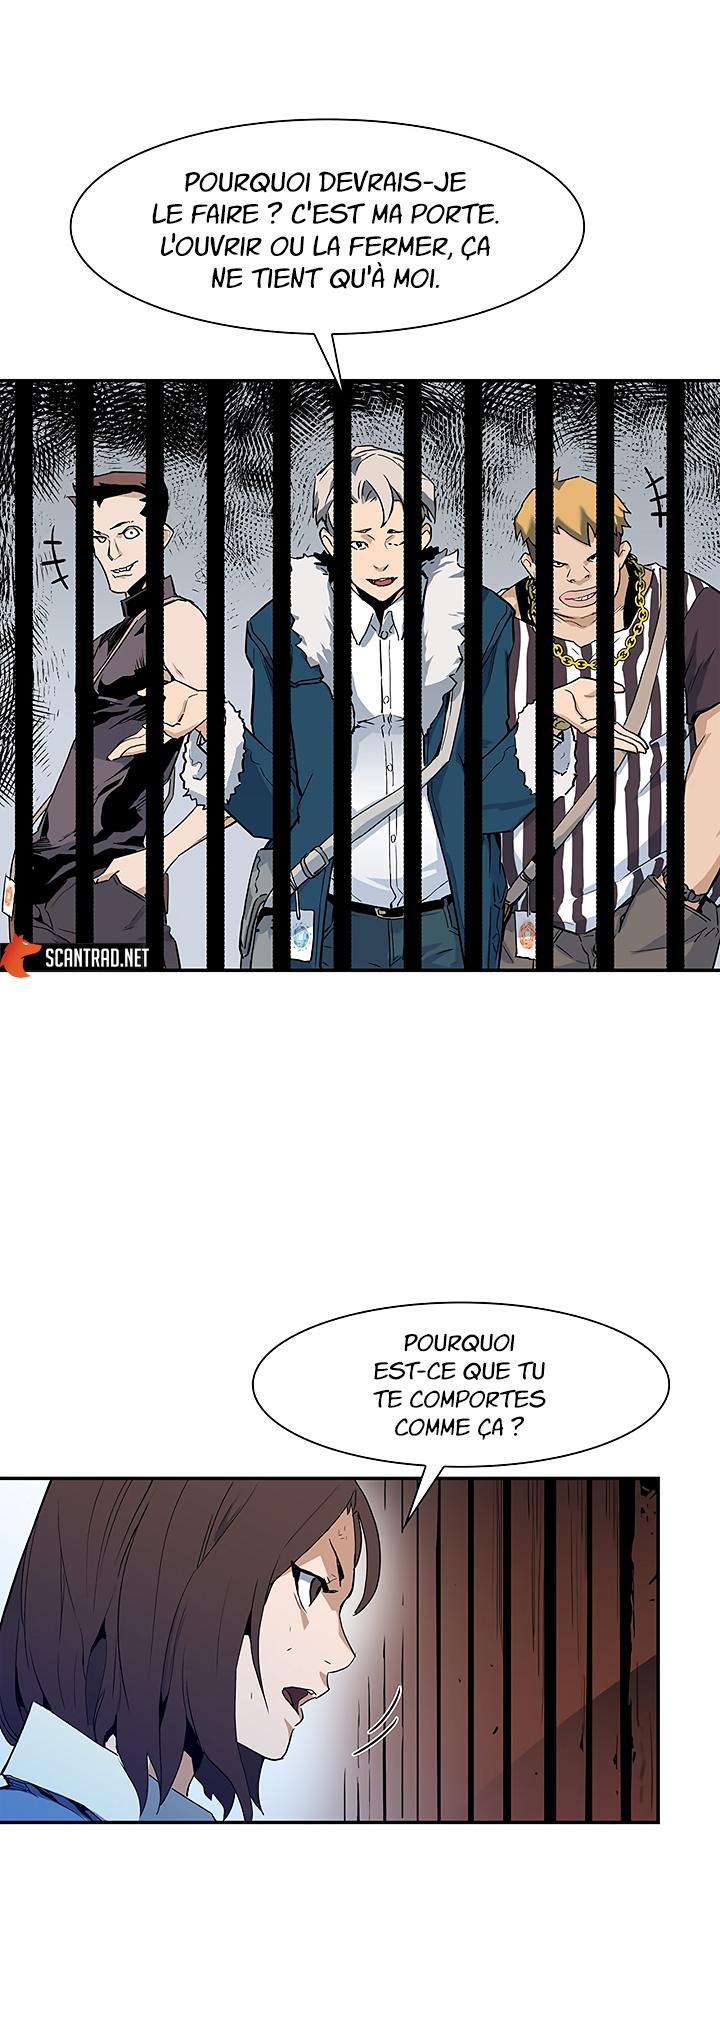 POURQUOI DEVRAIS-JE
LE FAIRE ? C'EST MA PORTE.
L'OUVRIR OU LA FERMER, ÇA
NE TIENT QU'À MOI.
SCANTRAD.NET
POURQUOI
EST-CE QUE TU
TE COMPORTES
COMME ÇA ?